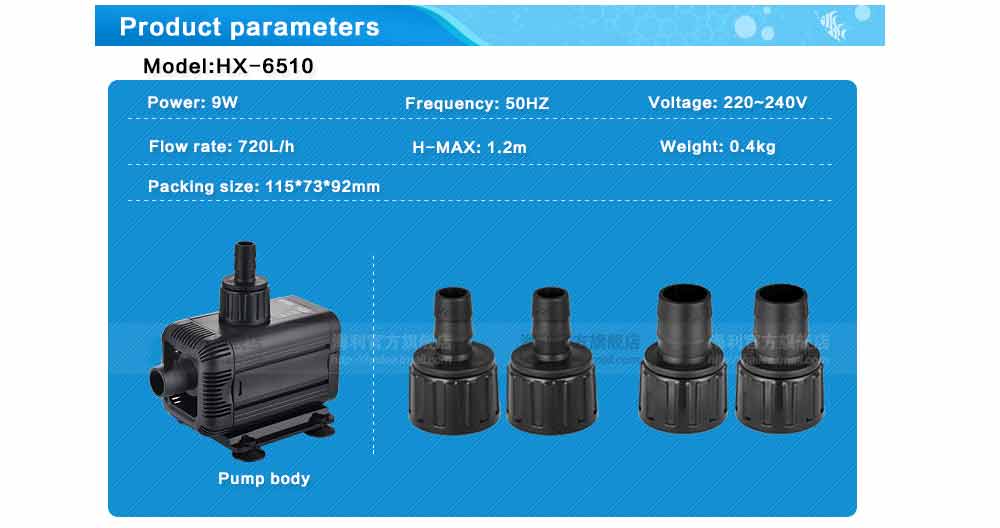 Product parameters
Model:HX-6510
Power: 9W Frequency: 50HZ Voltage: 220~240V
Flow rate: 720L/h H-MAX: 1.2m Weight: 0.4kg
Packing size: 115*73*92mm
Pump body